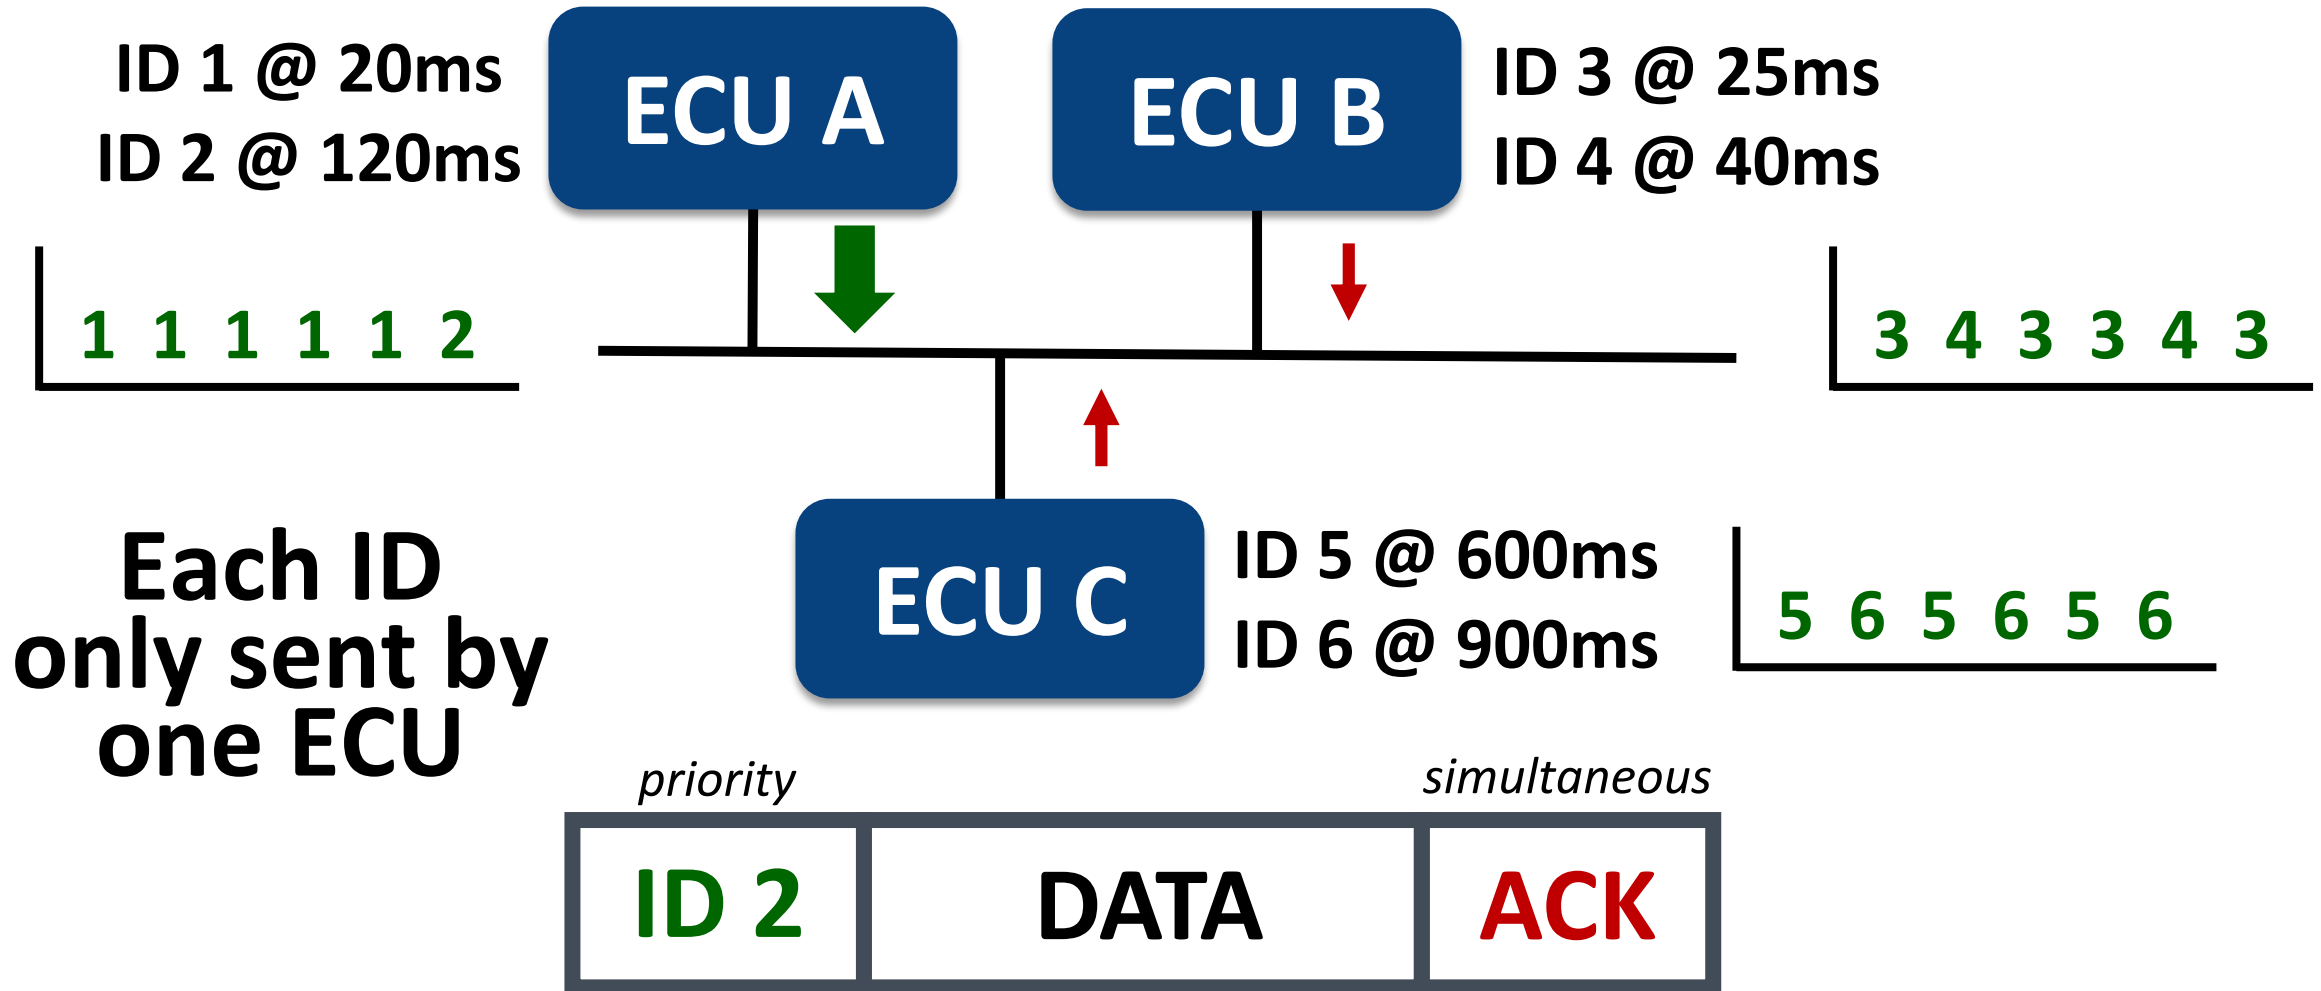 ID 1 @ 20ms
ID 2 @ 120ms
ECU A
ECU B
ID 3 @ 25ms
ID 4 @ 40ms
1 1 1 1 1 2
3 4 3 3 4 3
Each ID
only sent by
one ECU
ECU C
ID 5 @ 600ms
ID 6 @ 900ms
5 6 5 6 5 6
priority
simultaneous
ID 2
DATA
ACK